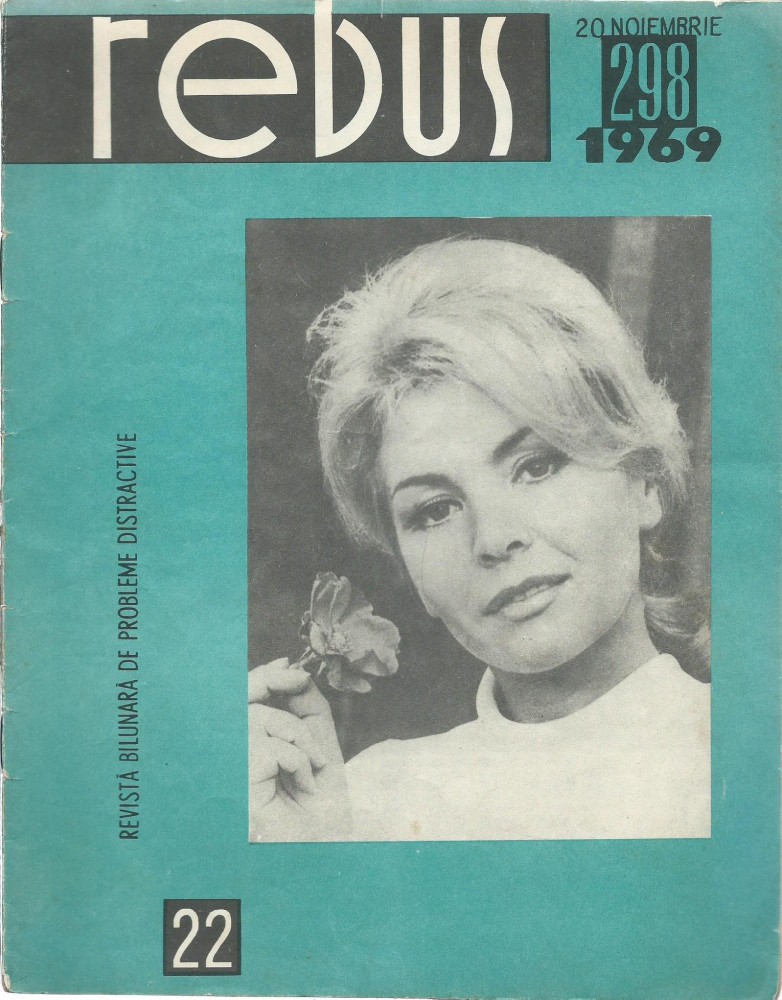 rebus
20 NOIEMBRIE
298
1969
REVISTĂ BILUNARĂ DE PROBLEME DISTRACTIVE
22